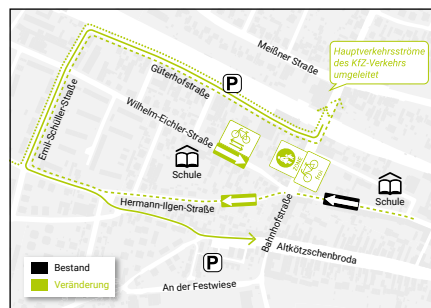 Meißner Straße
Hauptverkehrsströme
des KfZ-Verkehrs
umgeleitet
P
Güterhofstraße
Wilhelm-Eichler-Straße
Emil-Schüller-Straße
Schule
Schule
Hermann-Ilgen-Straße
Bahnhofstraße
Altkötzschenbroda
P
An der Festwiese
Bestand
Veränderung